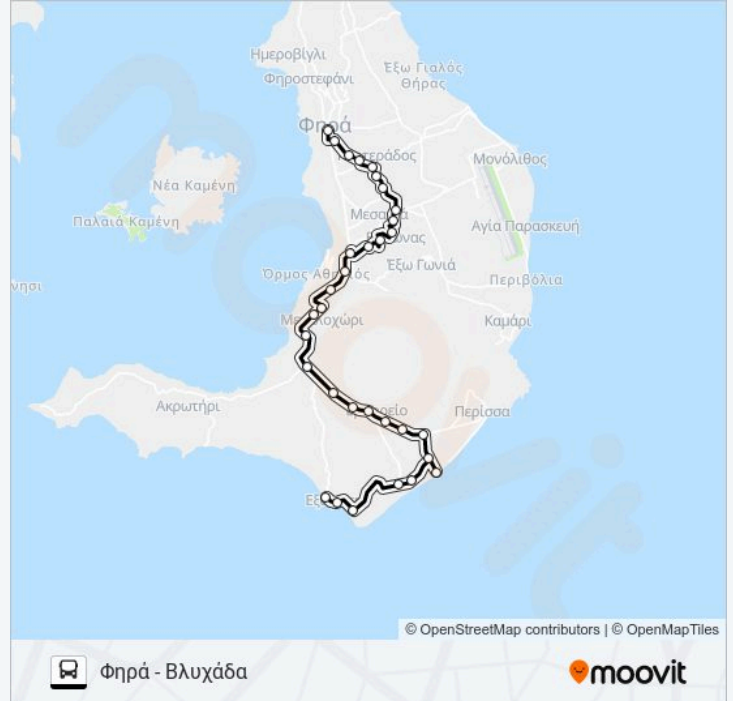 Ημεροβίγλι
Φηροστεφάνι
Έξω Γιαλός
Θήρας
Φηρά
Μονόλιθος
Νέα Καμένη
Παλαιά Καμένη
Αγία Παρασκευή
Έξω Γωνιά
Περιβόλια
Καμάρι
Ακρωτήρι
Περίσσα
© OpenStreetMap contributors | © OpenMapTiles
Φηρά - Βλυχάδα
moovit